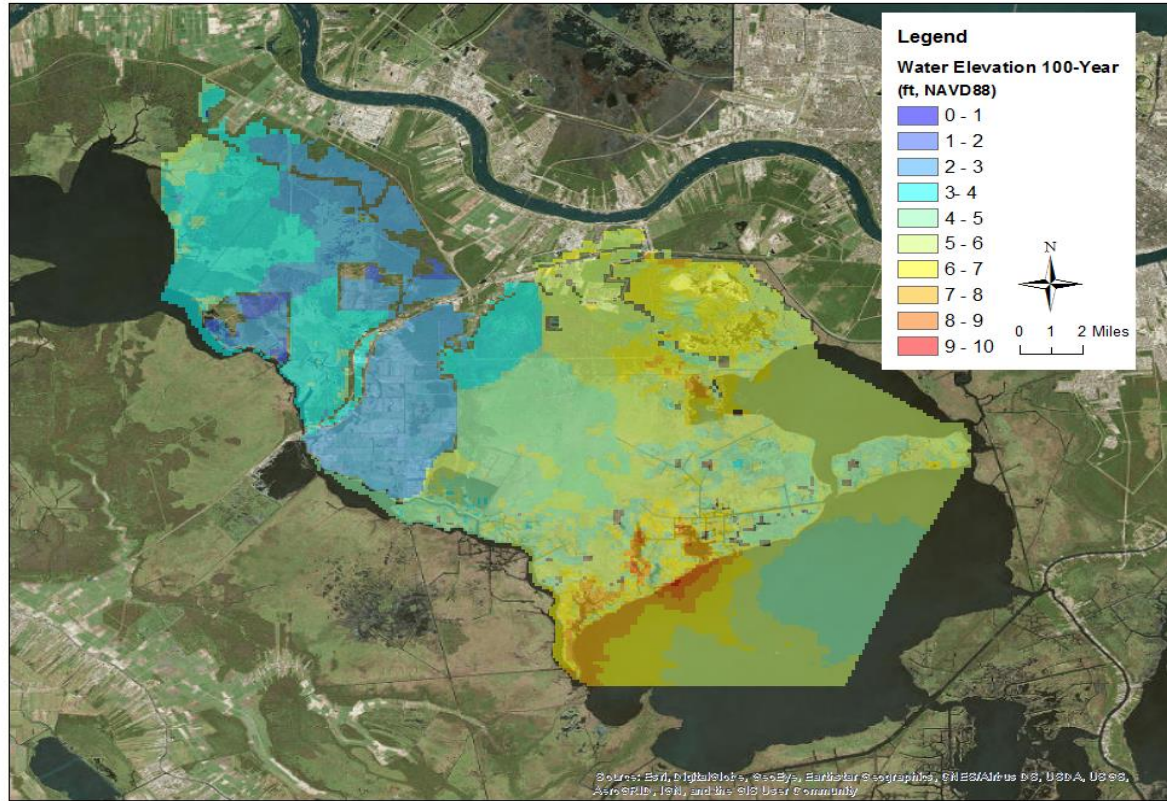 Legend
Water Elevation 100-Year
(ft, NAVD88)
0 - 1
1 - 2
2 - 3
3- 4
4 - 5
5 - 6
6 - 7
7 - 8
8 - 9
9 - 10
N
0 1 2 Miles
Source: Esri, DigitalGlobe, GeoEye, Earthstar Geographics, CNES/Airbus DS, USDA, USGS,
AeroGRID, IGN, and the GIS User Community